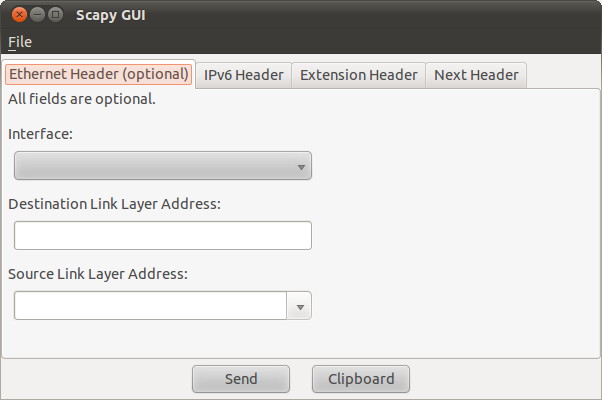 Scapy GUI
File
Ethernet Header (optional) IPv6 Header Extension Header Next Header
All fields are optional.
Interface:
Destination Link Layer Address:
Source Link Layer Address:
Send Clipboard